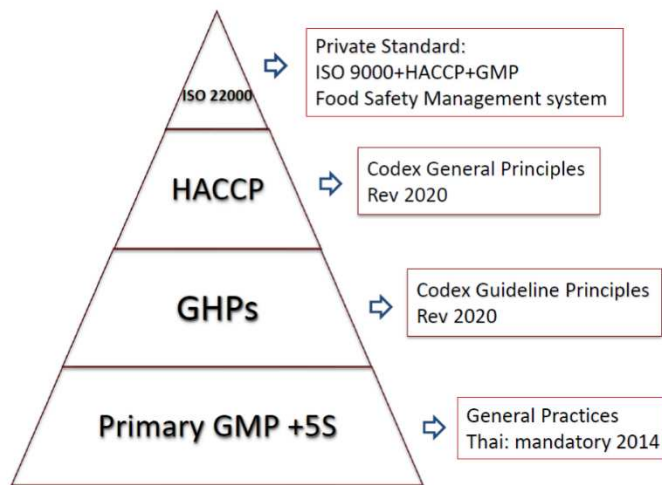 Private Standard:
ISO 9000+HACCP+GMP
Food Safety Management system
ISO 22000
HACCP
Codex General Principles
Rev 2020
GHPs
Codex Guideline Principles
Rev 2020
Primary GMP +5S
General Practices
Thai: mandatory 2014